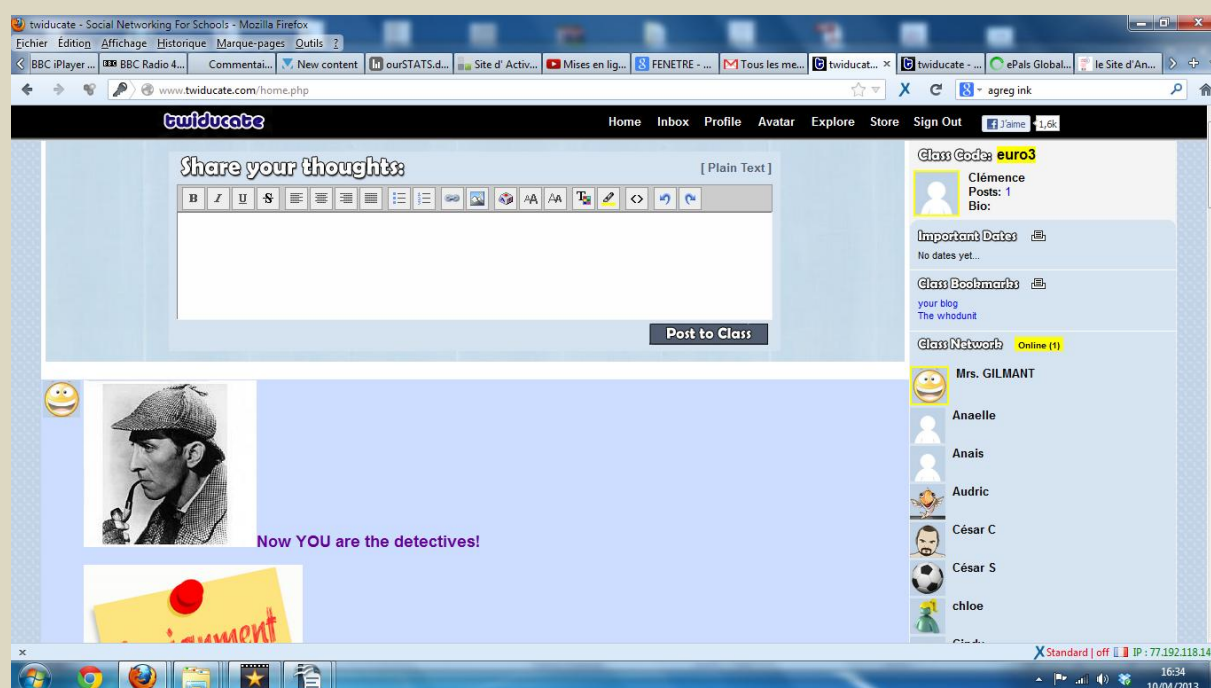 twiducate - Social Networking For Schools - Mozilla Firefox
Fichier Édition Affichage Historique Marque-pages Outils ?
BBC iPlayer ... BBC Radio 4... Commentai... New content ourSTATS.d... Site d' Activ... Mises en lig... FENETRE - ... Tous les me... twiducat... × twiducate - ... ePals Global... le Site d'An...
www.twiducate.com/home.php agreg ink
twiducate Home Inbox Profile Avatar Explore Store Sign Out J'aime 1,6k
Share your thoughts: [ Plain Text ]
B I U S
Post to Class
Now YOU are the detectives!
Class Code: euro3
Clémence
Posts: 1
Bio:
Important Dates
No dates yet...
Class Bookmarks
your blog
The whodunit
Class Network Online (1)
Mrs. GILMANT
Anaelle
Anais
Audric
César C
César S
chloe
× Standard | off IP : 77.192.118.14
16:34
10/04/2013